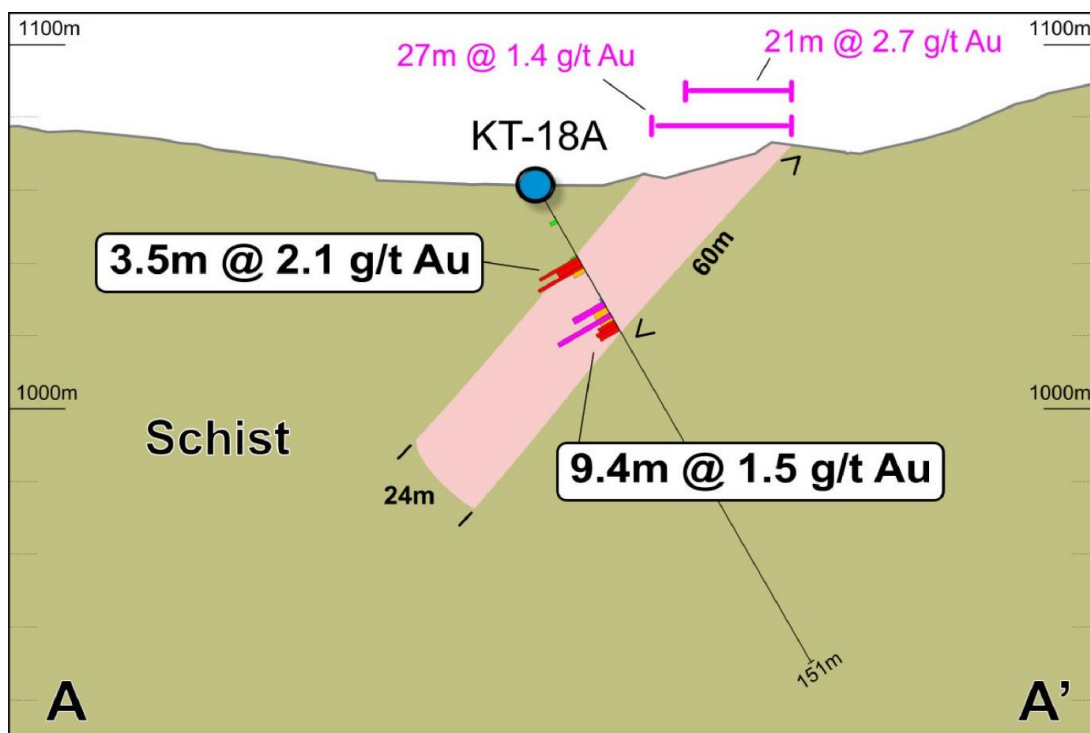 1100m
1100m
21m @ 2.7 g/t Au
27m @ 1.4 g/t Au
KT-18A
3.5m @ 2.1 g/t Au
60m
1000m
1000m
Schist
9.4m @ 1.5 g/t Au
24m
151m
A
A’